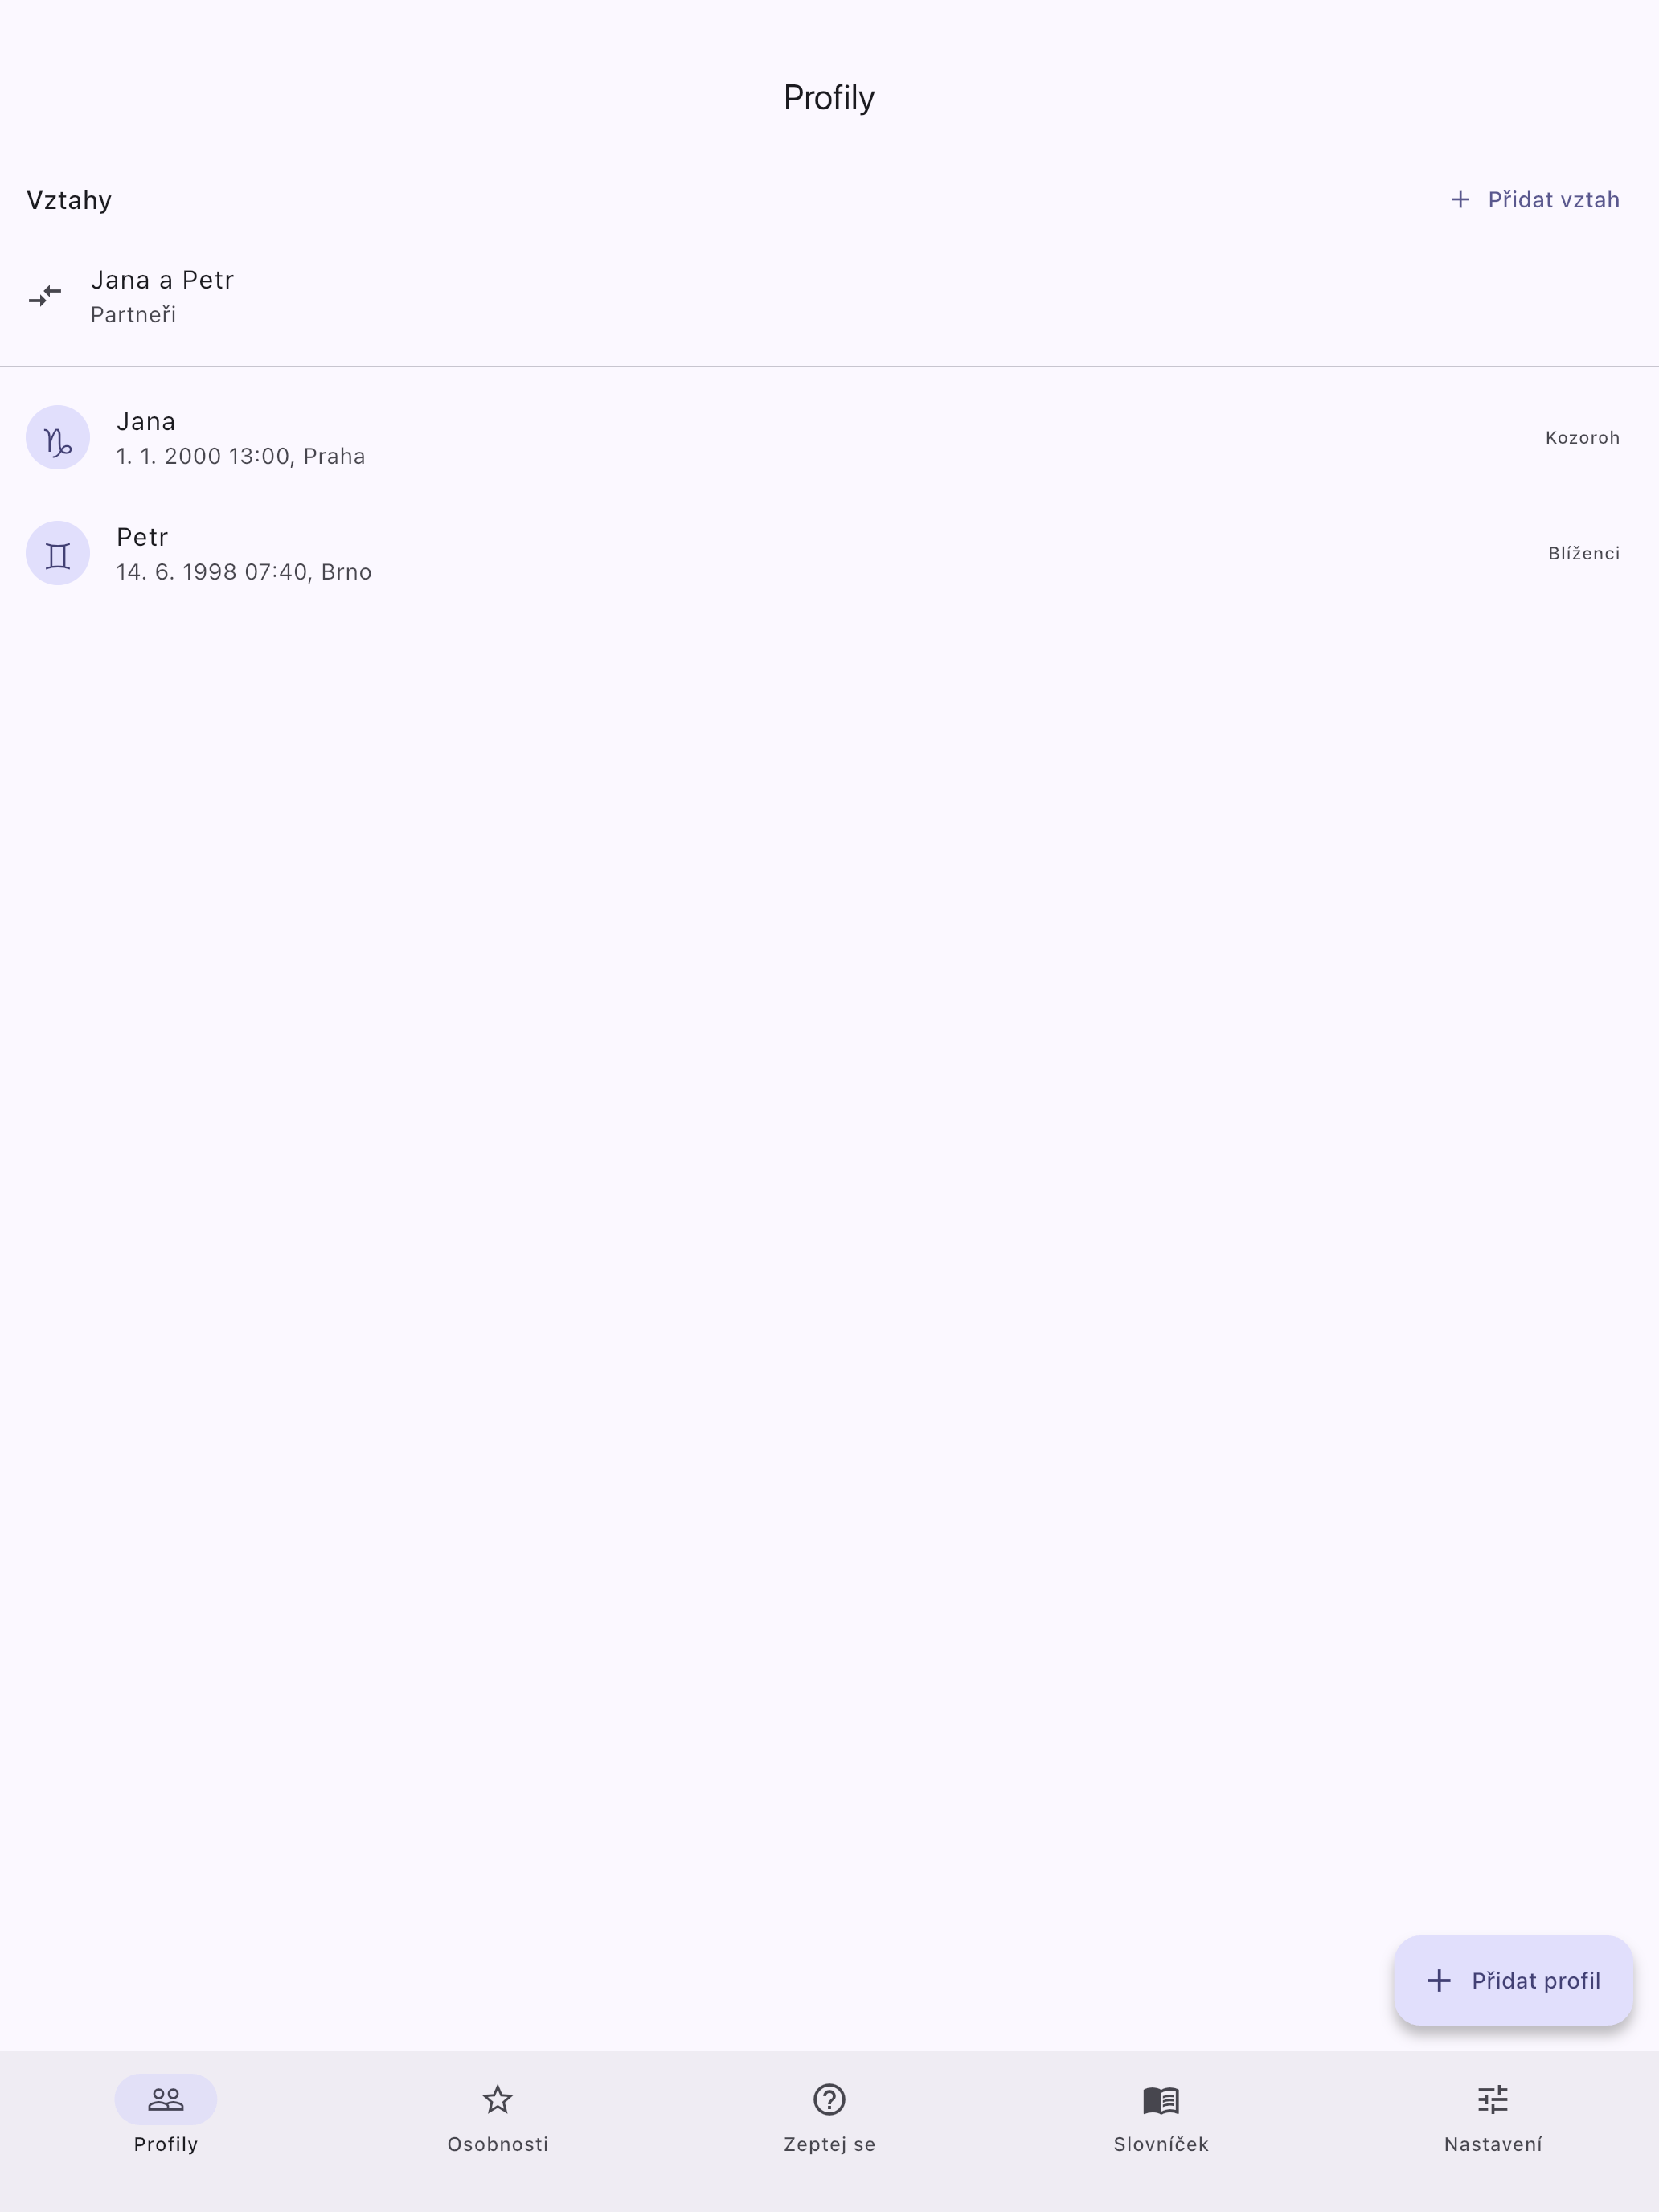 Profily
Vztahy
Přidat vztah
Jana a Petr
Partneři
Jana
1. 1. 2000 13:00, Praha
Kozoroh
Petr
14. 6. 1998 07:40, Brno
Blíženci
Přidat profil
Profily
Osobnosti
Zeptej se
Slovníček
Nastavení